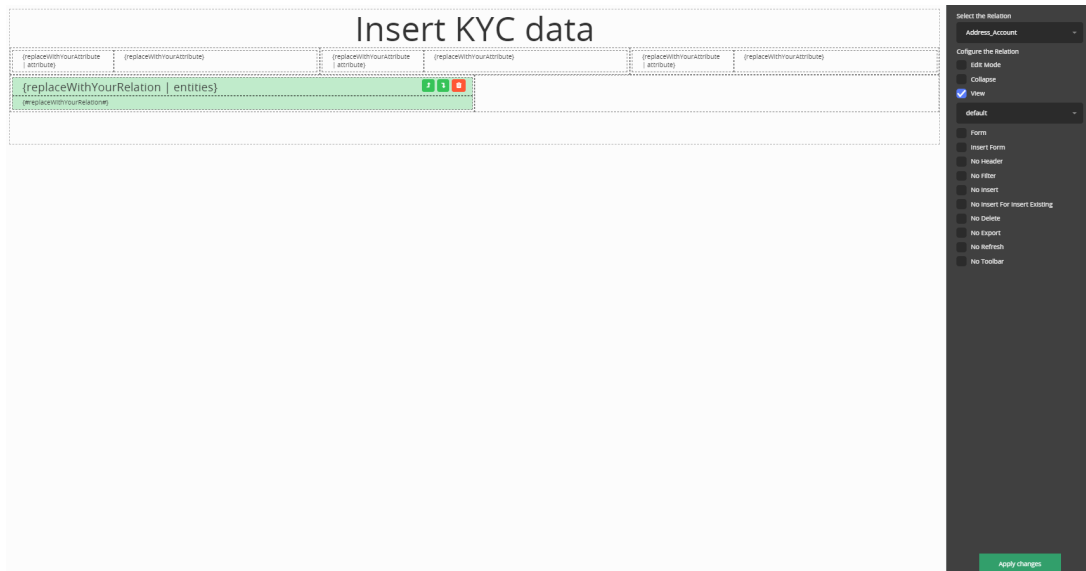 Insert KYC data
{replaceWithYourAttribute | attribute}
{replaceWithYourAttribute}
{replaceWithYourAttribute | attribute}
{replaceWithYourAttribute}
{replaceWithYourAttribute | attribute}
{replaceWithYourAttribute}
{replaceWithYourRelation | entities}
{#replaceWithYourRelation#}
Select the Relation
Address_Account
Cofigure the Relation
Edit Mode
Collapse
View
default
Form
Insert Form
No Header
No Filter
No Insert
No Insert For Insert Existing
No Delete
No Export
No Refresh
No Toolbar
Apply changes